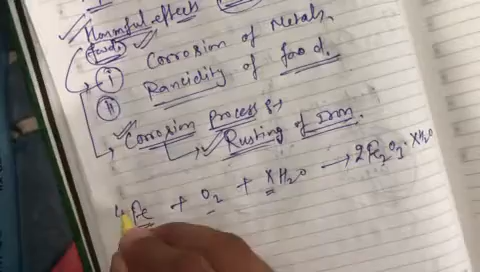 Harmful effects
(i) Corrosion of Metals
(ii) Rancidity of food.
Corrosion Process :→
Rusting of Iron.
4Fe + O₂ + XH₂O → 2Fe₂O₃·XH₂O